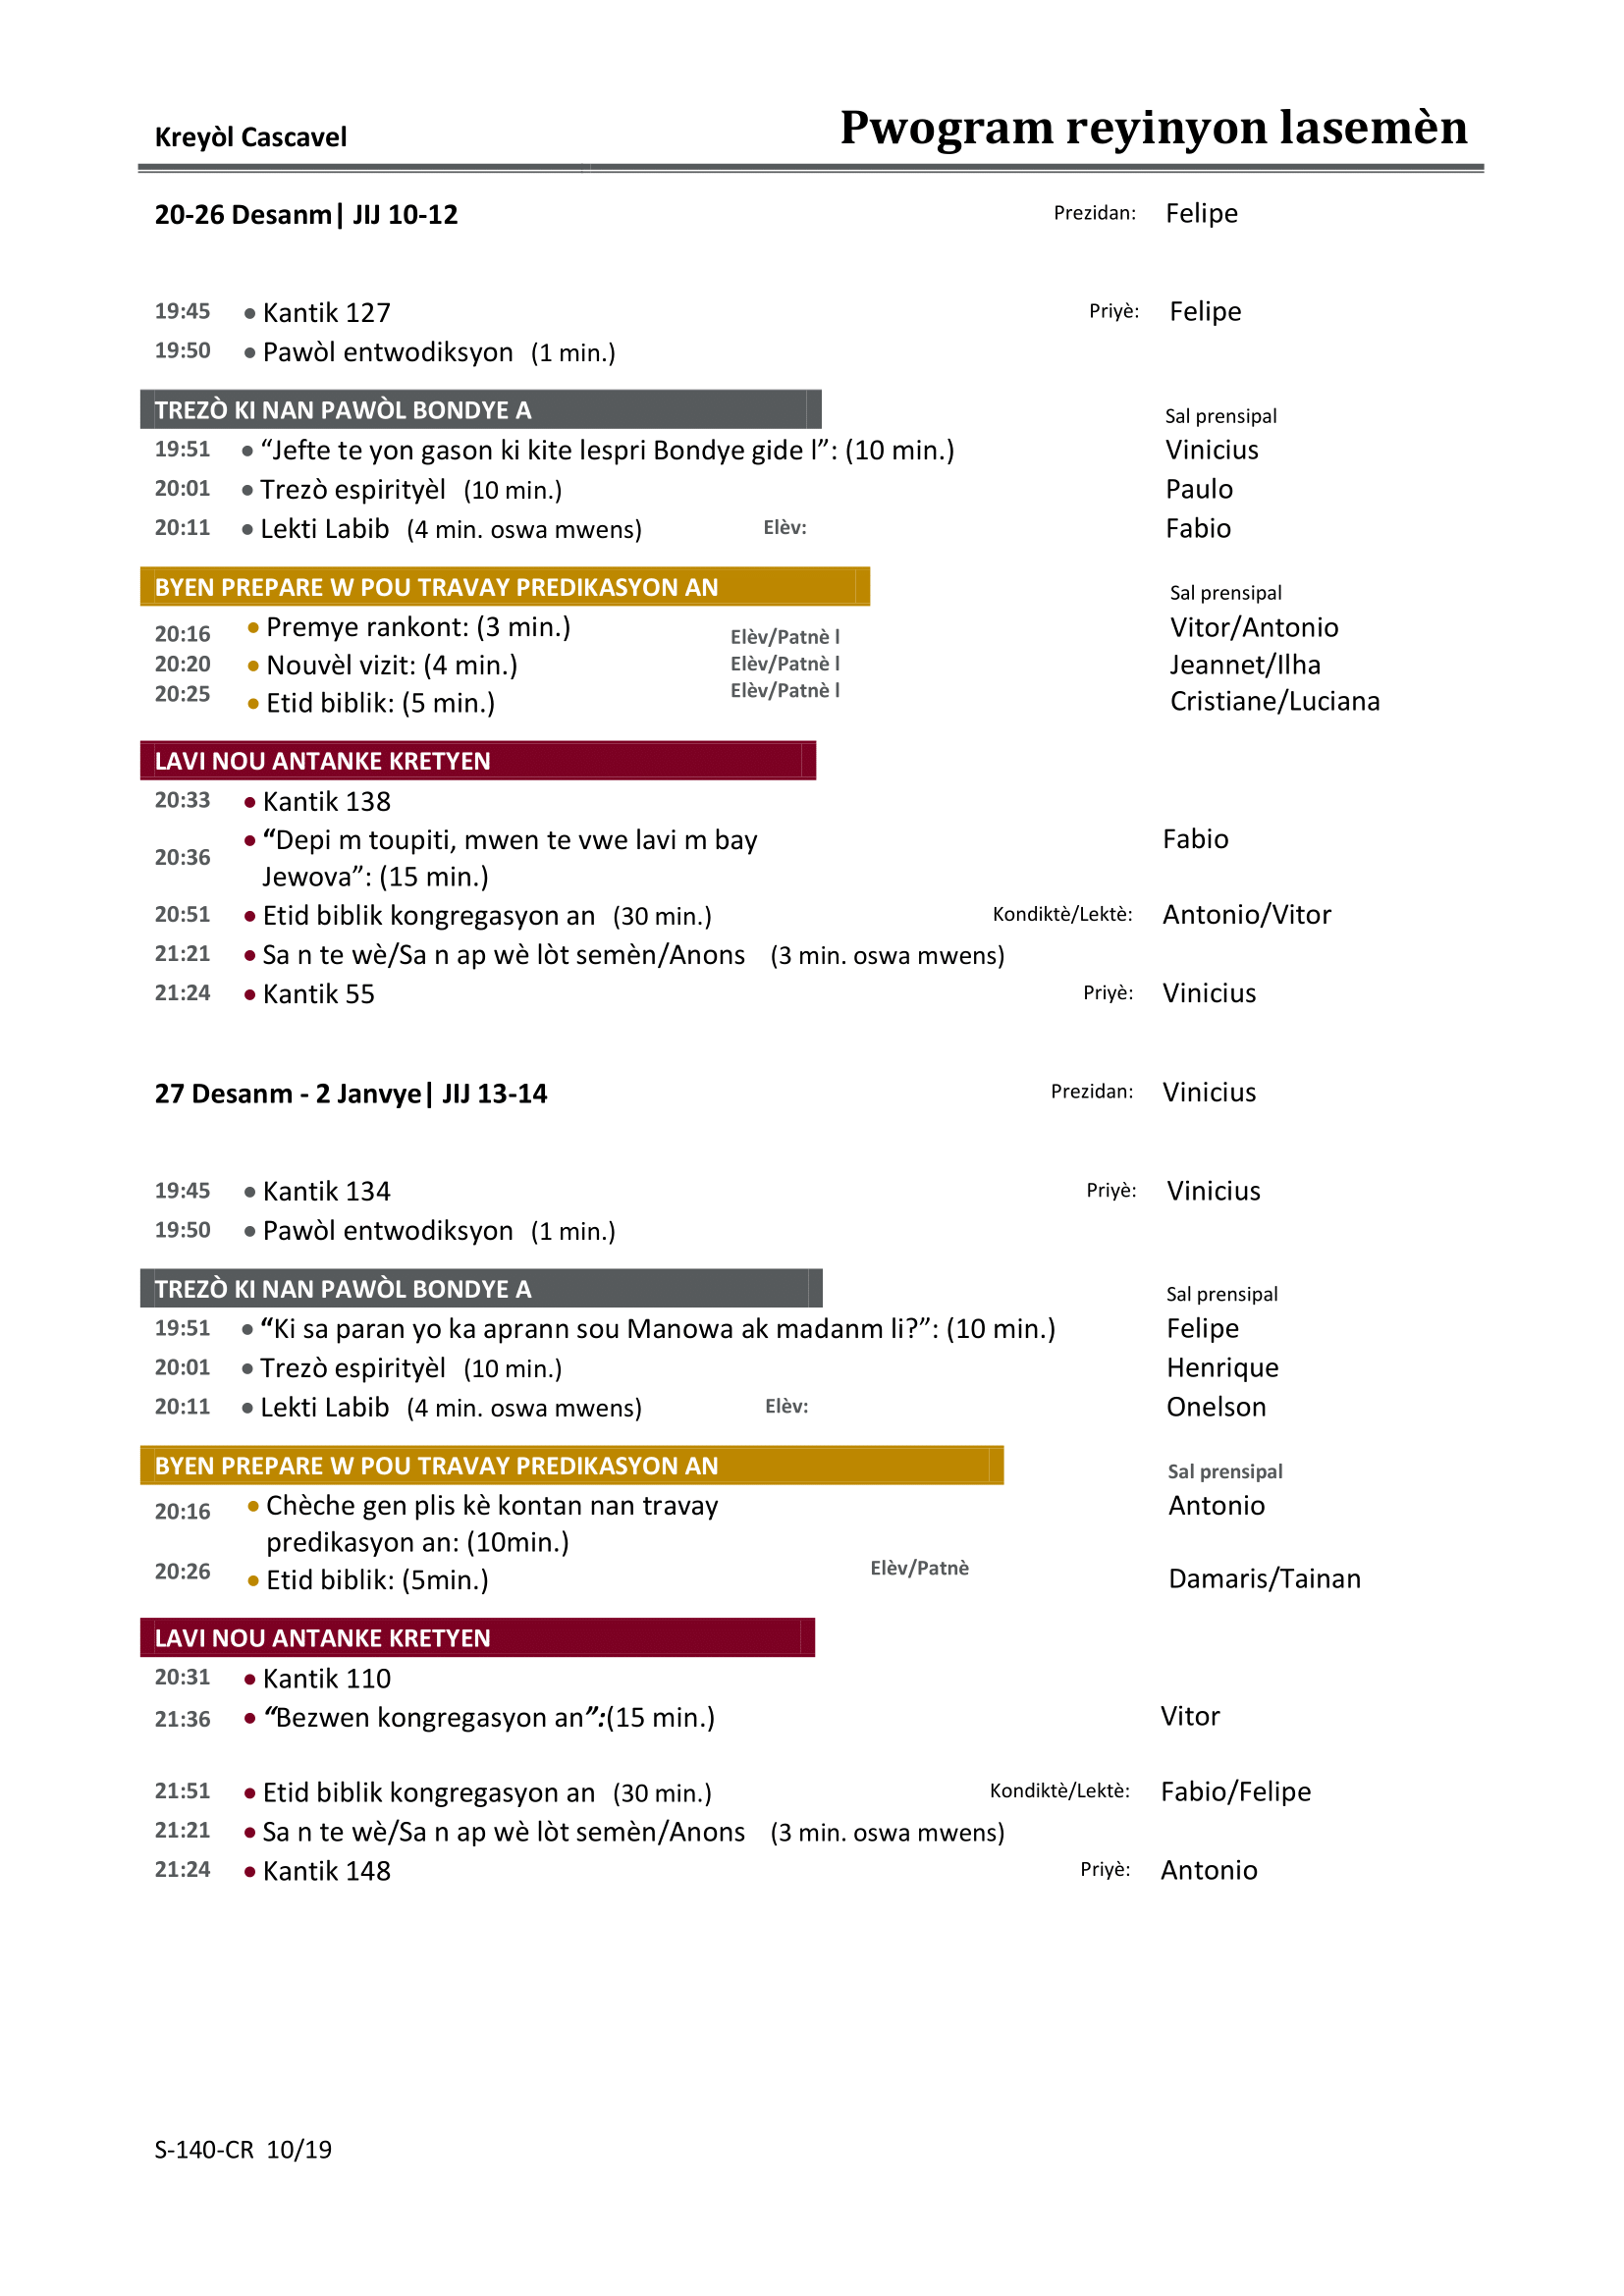 Kreyòl Cascavel Pwogram reyinyon lasemèn
20-26 Desanm| JIJ 10-12 Prezidan: Felipe
19:45 • Kantik 127 Priyè: Felipe
19:50 • Pawòl entwodiksyon (1 min.)
TREZÒ KI NAN PAWÒL BONDYE A Sal prensipal
19:51 • “Jefte te yon gason ki kite lespri Bondye gide l”: (10 min.) Vinicius
20:01 • Trezò espirityèl (10 min.) Paulo
20:11 • Lekti Labib (4 min. oswa mwens) Elèv: Fabio
BYEN PREPARE W POU TRAVAY PREDIKASYON AN Sal prensipal
20:16 • Premye rankont: (3 min.) Elèv/Patnè l Vitor/Antonio
20:20 • Nouvèl vizit: (4 min.) Elèv/Patnè l Jeannet/Ilha
20:25 • Etid biblik: (5 min.) Elèv/Patnè l Cristiane/Luciana
LAVI NOU ANTANKE KRETYEN
20:33 • Kantik 138
20:36 • “Depi m toupiti, mwen te vwe lavi m bay Fabio
Jewova”: (15 min.)
20:51 • Etid biblik kongregasyon an (30 min.) Kondiktè/Lektè: Antonio/Vitor
21:21 • Sa n te wè/Sa n ap wè lòt semèn/Anons (3 min. oswa mwens)
21:24 • Kantik 55 Priyè: Vinicius
27 Desanm - 2 Janvye| JIJ 13-14 Prezidan: Vinicius
19:45 • Kantik 134 Priyè: Vinicius
19:50 • Pawòl entwodiksyon (1 min.)
TREZÒ KI NAN PAWÒL BONDYE A Sal prensipal
19:51 • “Ki sa paran yo ka aprann sou Manowa ak madanm li?”: (10 min.) Felipe
20:01 • Trezò espirityèl (10 min.) Henrique
20:11 • Lekti Labib (4 min. oswa mwens) Elèv: Onelson
BYEN PREPARE W POU TRAVAY PREDIKASYON AN Sal prensipal
20:16 • Chèche gen plis kè kontan nan travay Antonio
predikasyon an: (10min.)
20:26 • Etid biblik: (5min.) Elèv/Patnè Damaris/Tainan
LAVI NOU ANTANKE KRETYEN
20:31 • Kantik 110
21:36 • “Bezwen kongregasyon an”:(15 min.) Vitor
21:51 • Etid biblik kongregasyon an (30 min.) Kondiktè/Lektè: Fabio/Felipe
21:21 • Sa n te wè/Sa n ap wè lòt semèn/Anons (3 min. oswa mwens)
21:24 • Kantik 148 Priyè: Antonio
S-140-CR 10/19